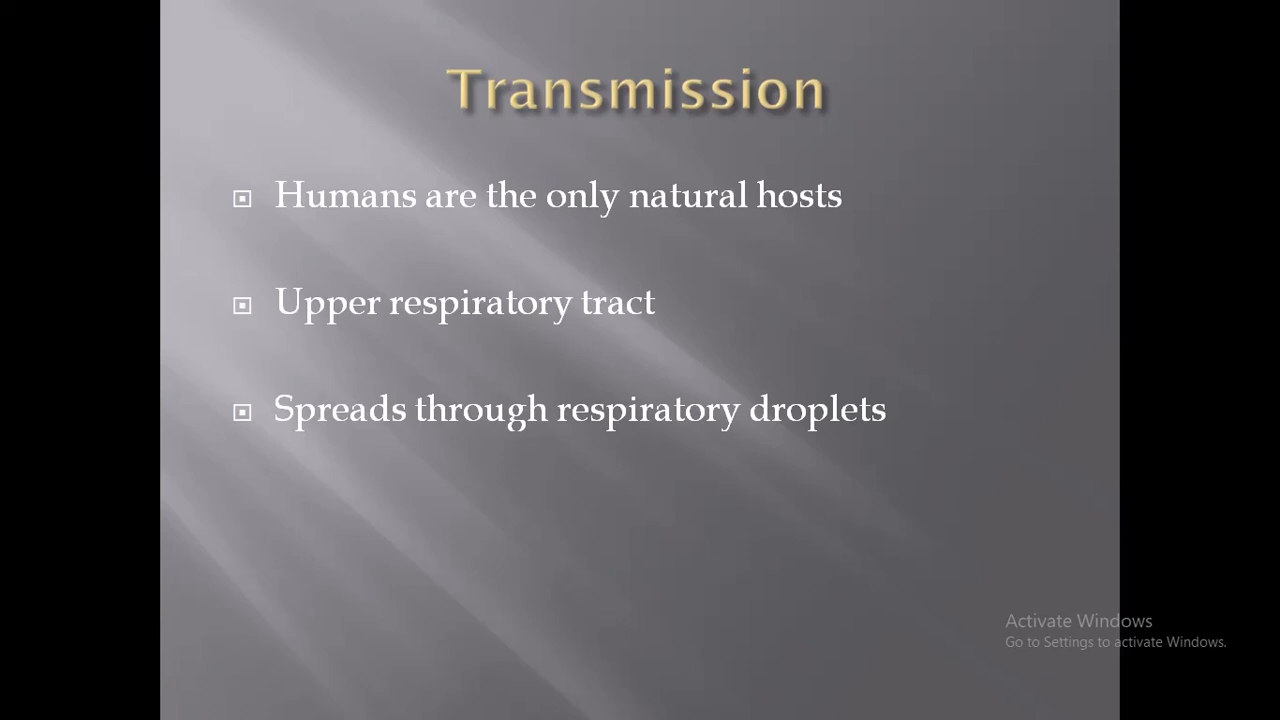 Transmission
Humans are the only natural hosts
Upper respiratory tract
Spreads through respiratory droplets
Activate Windows
Go to Settings to activate Windows.